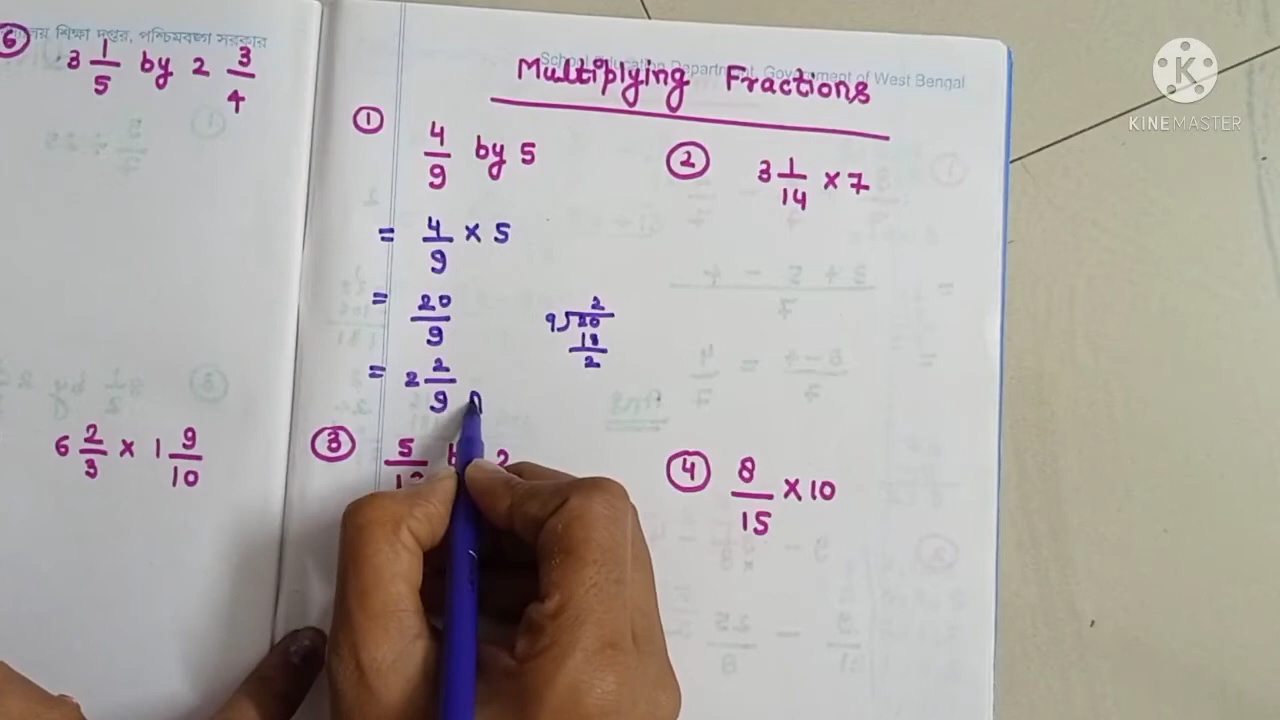 শিক্ষা দপ্তর, পশ্চিমবঙ্গ সরকার
6 3 1/5 by 2 3/4
6 2/3 × 1 9/10
School Education Department, Government of West Bengal
Multiplying Fractions
1 4/9 by 5
= 4/9 × 5
= 20/9
9 20 2
18
2
= 2 2/9
2 3 1/14 × 7
3 5/
4 8/15 × 10
KINEMASTER